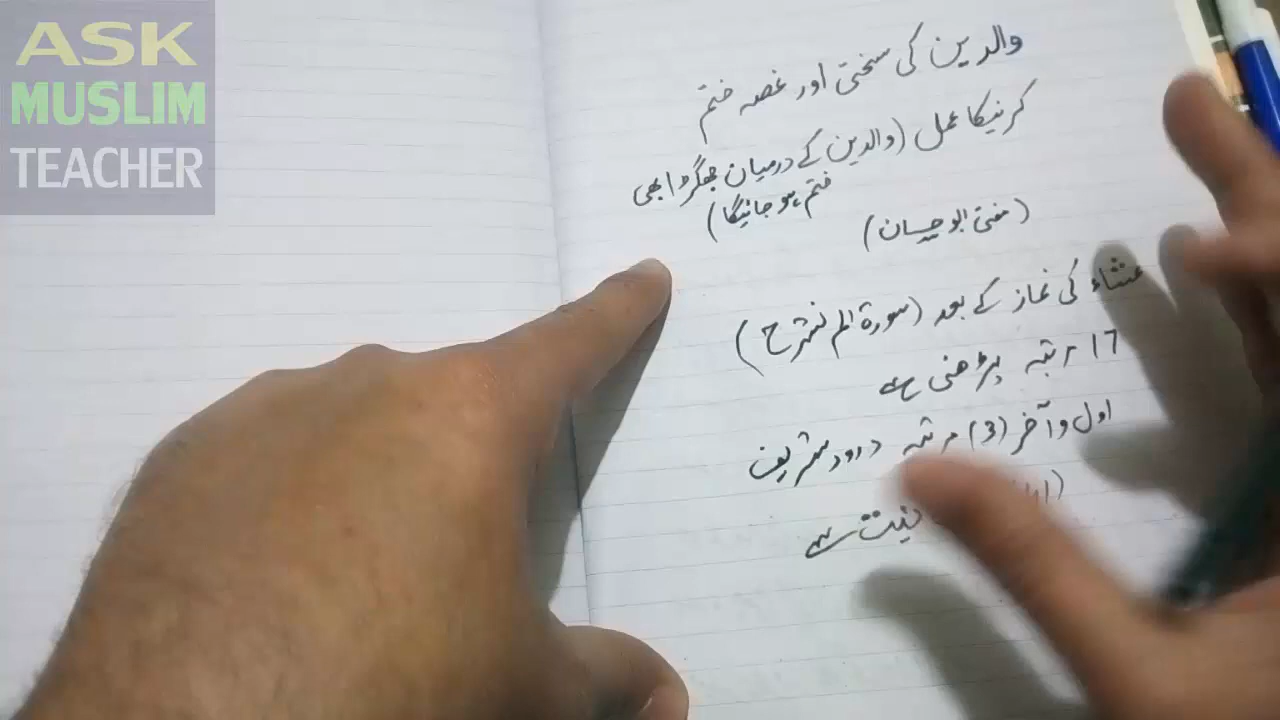 ASK
MUSLIM
TEACHER
والدین کی سختی اور غصہ ختم
کرنیکا عمل (والدین کے درمیان جھگڑا بھی
ختم ہو جائیگا)
(مفتی ابو حسان)
عشاء کی نماز کے بعد (سورۃ الم نشرح)
17 مرتبہ پڑھنی ہے
اول و آخر (3) مرتبہ درود شریف
نیت سے